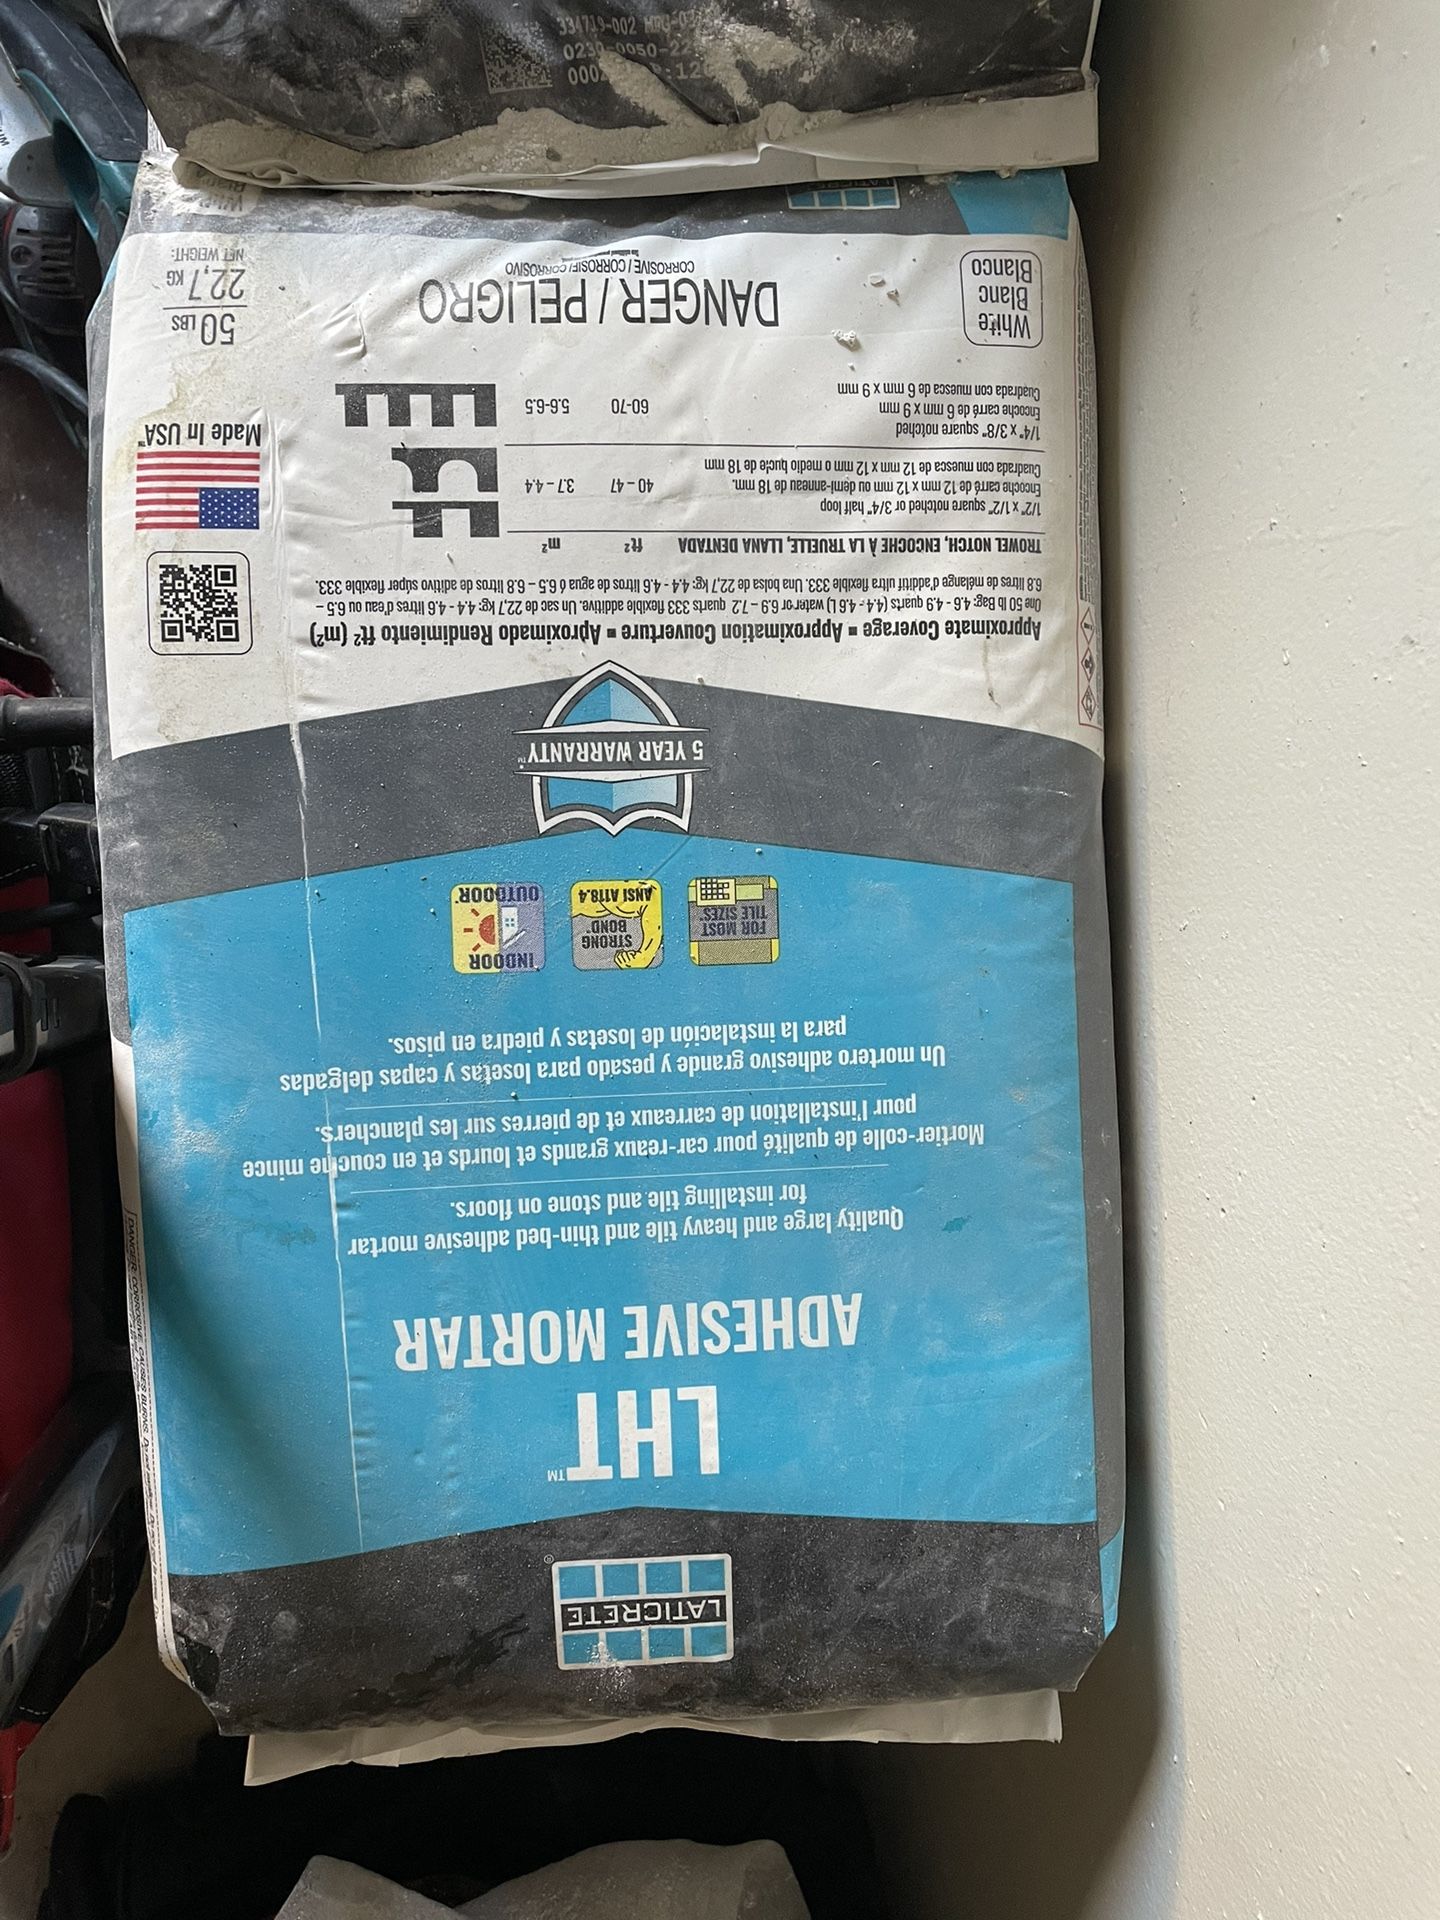 LATICRETE
LHT™
ADHESIVE MORTAR
Quality large and heavy tile and thin-bed adhesive mortar
for installing tile and stone on floors.
Mortier-colle de qualité pour car-reaux grands et lourds et en couche mince
pour l'installation de carreaux et de pierres sur les planchers.
Un mortero adhesivo grande y pesado para losetas y capas delgadas
para la instalación de losetas y piedra en pisos.
FOR MOST
TILE SIZES
STRONG
BOND
ANSI A118.4
INDOOR
OUTDOOR
5 YEAR WARRANTY™
Approximate Coverage ▪ Approximation Couverture ▪ Aproximado Rendimiento ft² (m²)
One 50 lb Bag: 4.6 - 4.9 quarts (4.4 - 4.6 L) water or 6.9 – 7.2 quarts 333 flexible additive. Un sac de 22,7 kg: 4.4 - 4.6 litres d'eau ou 6.5 –
6.8 litres de mélange d'additif ultra flexible 333. Una bolsa de 22,7 kg: 4.4 - 4.6 litros de agua ó 6.5 – 6.8 litros de aditivo super flexible 333.
TROWEL NOTCH, ENCOCHE À LA TRUELLE, LLANA DENTADA ft² m²
1/2" x 1/2" square notched or 3/4" half loop
Encoche carré de 12 mm x 12 mm ou demi-anneau de 18 mm.
Cuadrada con muesca de 12 mm x 12 mm o medio bucle de 18 mm
40 – 47 3.7 – 4.4
1/4" x 3/8" square notched
Encoche carré de 6 mm x 9 mm
Cuadrada con muesca de 6 mm x 9 mm
60-70 5.6-6.5
Made In USA
White
Blanc
Blanco
DANGER / PELIGRO
CORROSIVE / CORROSIF / CORROSIVO
50 LBS
22,7 KG
NET WEIGHT:
LATICRETE
334719-002